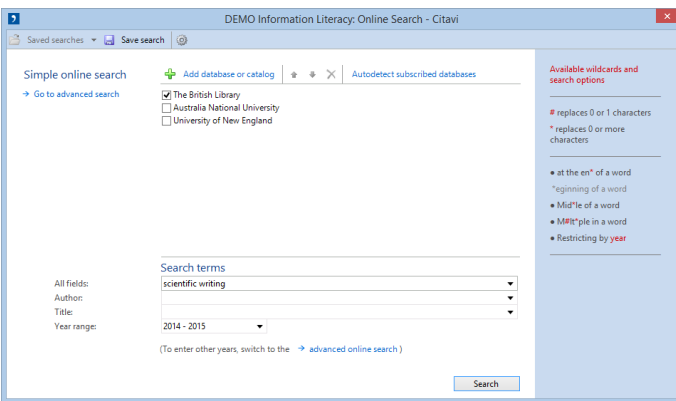 DEMO Information Literacy: Online Search - Citavi
Saved searches Save search
Simple online search
Go to advanced search
Add database or catalog Autodetect subscribed databases
The British Library
Australia National University
University of New England
Search terms
All fields: scientific writing
Author:
Title:
Year range: 2014 - 2015
(To enter other years, switch to the → advanced online search )
Search
Available wildcards and
search options
# replaces 0 or 1 characters
* replaces 0 or more
characters
● at the en* of a word
*eginning of a word
● Mid*le of a word
● M#lt*ple in a word
● Restricting by year